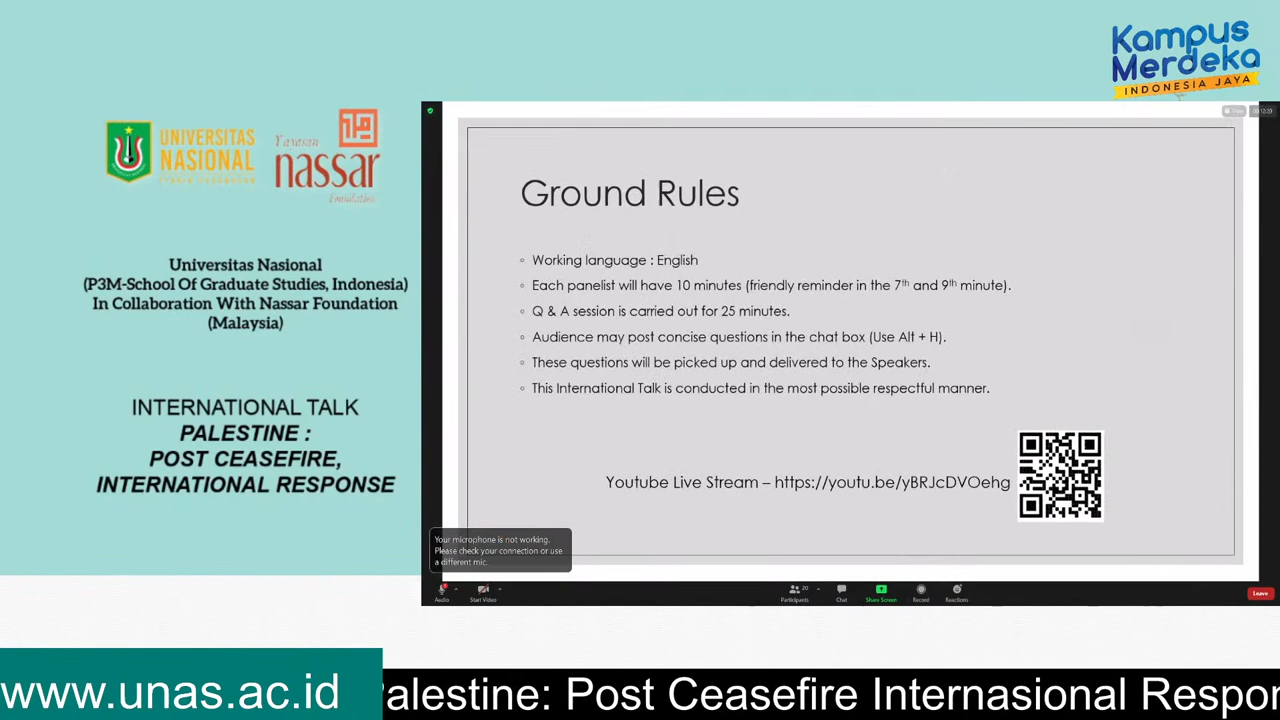 Kampus
Merdeka
INDONESIA JAYA
UNIVERSITAS
NASIONAL
Yayasan
nassar
Foundation
Universitas Nasional
(P3M-School Of Graduate Studies, Indonesia)
In Collaboration With Nassar Foundation
(Malaysia)
INTERNATIONAL TALK
PALESTINE :
POST CEASEFIRE,
INTERNATIONAL RESPONSE
Ground Rules
◦ Working language : English
◦ Each panelist will have 10 minutes (friendly reminder in the 7th and 9th minute).
◦ Q & A session is carried out for 25 minutes.
◦ Audience may post concise questions in the chat box (Use Alt + H).
◦ These questions will be picked up and delivered to the Speakers.
◦ This International Talk is conducted in the most possible respectful manner.
Youtube Live Stream – https://youtu.be/yBRJcDVOehg
Your microphone is not working.
Please check your connection or use
a different mic.
Audio
Start Video
Participants 20
Chat
Share Screen
Record
Reactions
Leave
www.unas.ac.id
Palestine: Post Ceasefire Internasional Respon